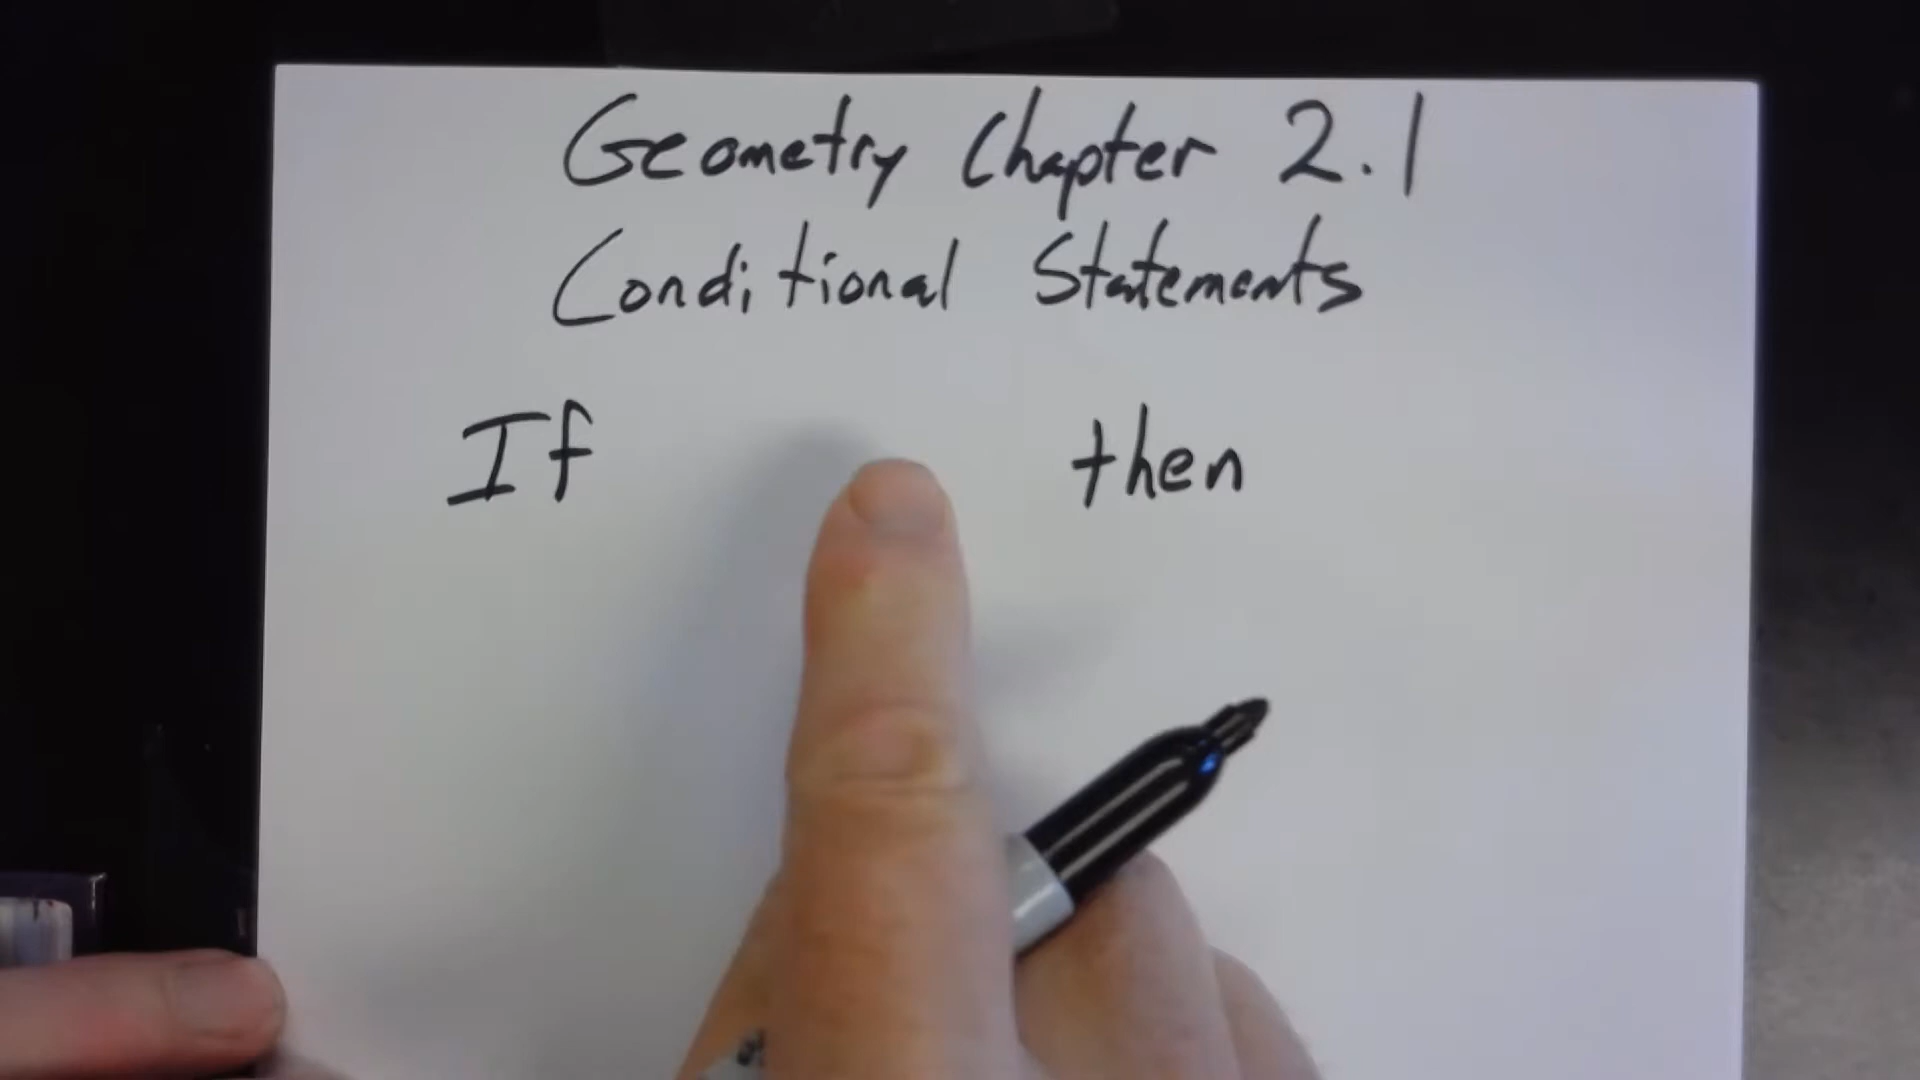 Geometry Chapter 2.1
Conditional Statements
If then